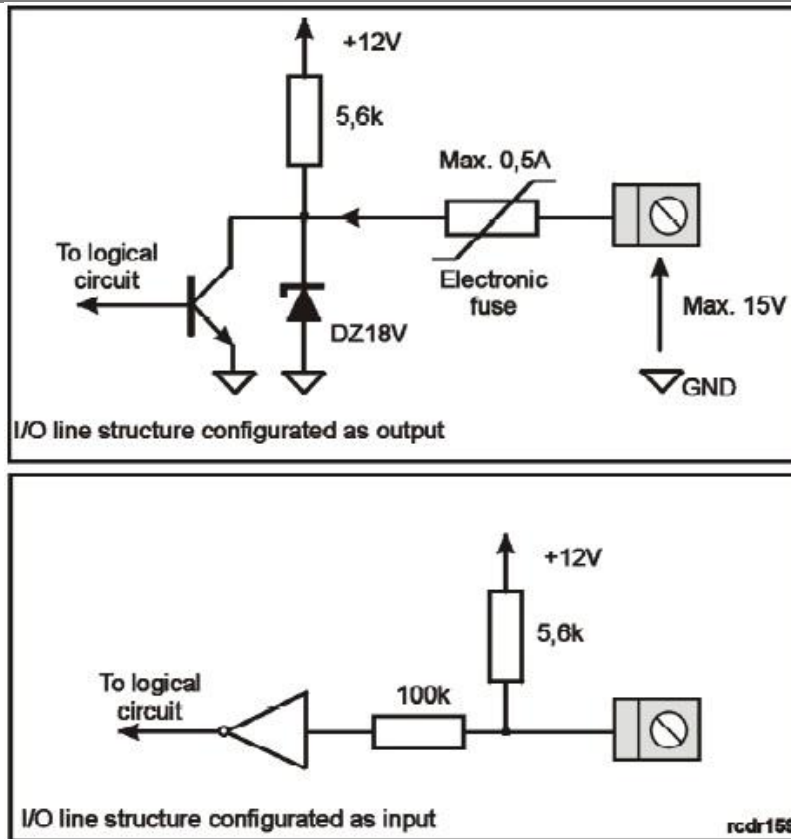 +12V
5,6k
Max. 0,5A
To logical
circuit
Electronic
fuse
DZ18V
Max. 15V
GND
I/O line structure configurated as output
+12V
5,6k
100k
To logical
circuit
I/O line structure configurated as input